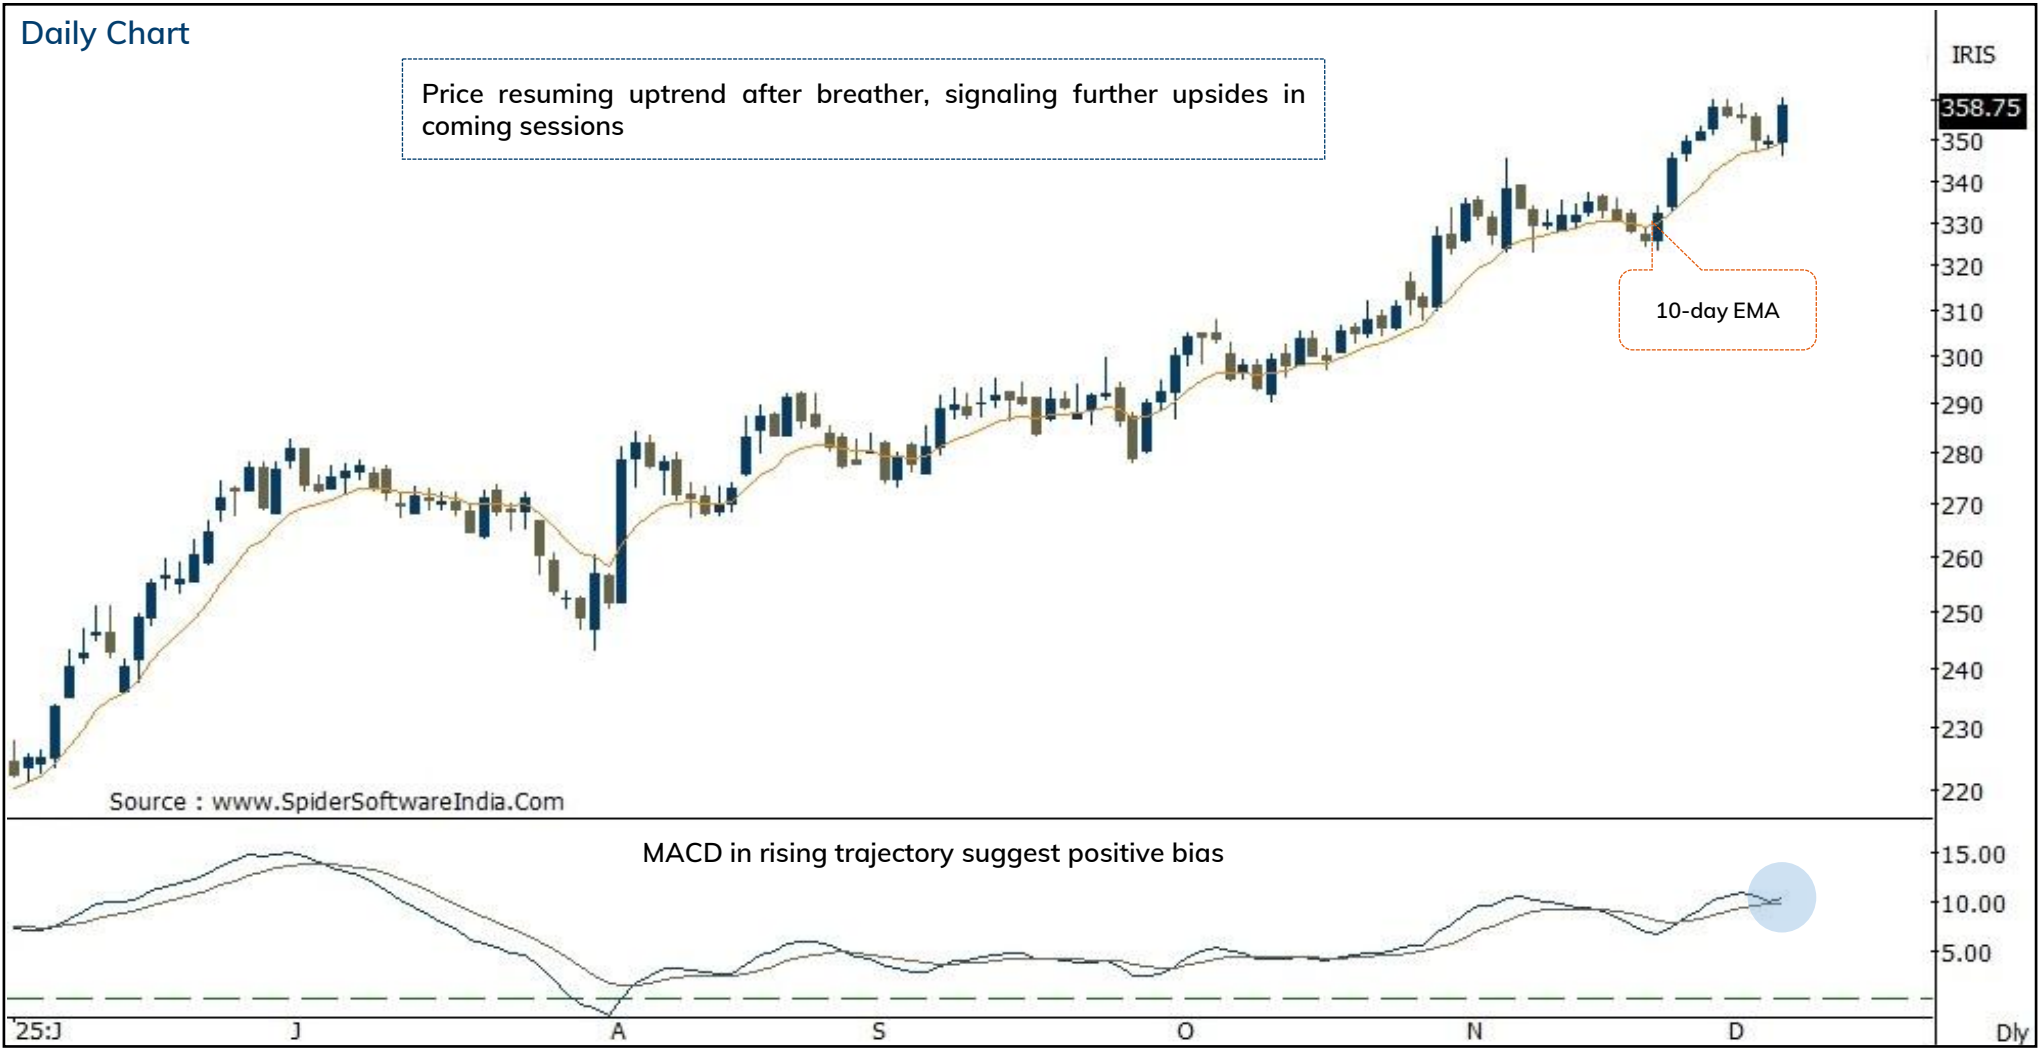 Daily Chart
IRIS
Price resuming uptrend after breather, signaling further upsides in
coming sessions
358.75
350
340
330
320
310
300
290
280
270
260
250
240
230
220
10-day EMA
Source : www.SpiderSoftwareIndia.Com
MACD in rising trajectory suggest positive bias
15.00
10.00
5.00
'25:J J A S O N D Dly